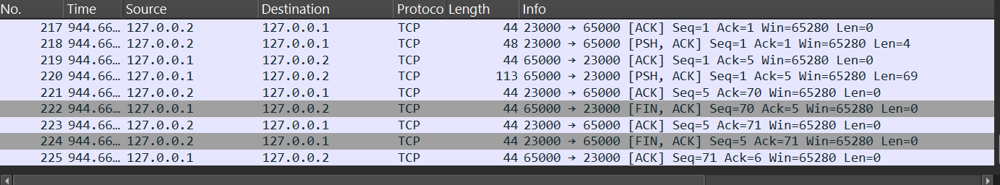 No. Time Source Destination Protoco Length Info
217 944.66… 127.0.0.2 127.0.0.1 TCP 44 23000 → 65000 [ACK] Seq=1 Ack=1 Win=65280 Len=0
218 944.66… 127.0.0.2 127.0.0.1 TCP 48 23000 → 65000 [PSH, ACK] Seq=1 Ack=1 Win=65280 Len=4
219 944.66… 127.0.0.1 127.0.0.2 TCP 44 65000 → 23000 [ACK] Seq=1 Ack=5 Win=65280 Len=0
220 944.66… 127.0.0.1 127.0.0.2 TCP 113 65000 → 23000 [PSH, ACK] Seq=1 Ack=5 Win=65280 Len=69
221 944.66… 127.0.0.2 127.0.0.1 TCP 44 23000 → 65000 [ACK] Seq=5 Ack=70 Win=65280 Len=0
222 944.66… 127.0.0.1 127.0.0.2 TCP 44 65000 → 23000 [FIN, ACK] Seq=70 Ack=5 Win=65280 Len=0
223 944.66… 127.0.0.2 127.0.0.1 TCP 44 23000 → 65000 [ACK] Seq=5 Ack=71 Win=65280 Len=0
224 944.66… 127.0.0.2 127.0.0.1 TCP 44 23000 → 65000 [FIN, ACK] Seq=5 Ack=71 Win=65280 Len=0
225 944.66… 127.0.0.1 127.0.0.2 TCP 44 65000 → 23000 [ACK] Seq=71 Ack=6 Win=65280 Len=0